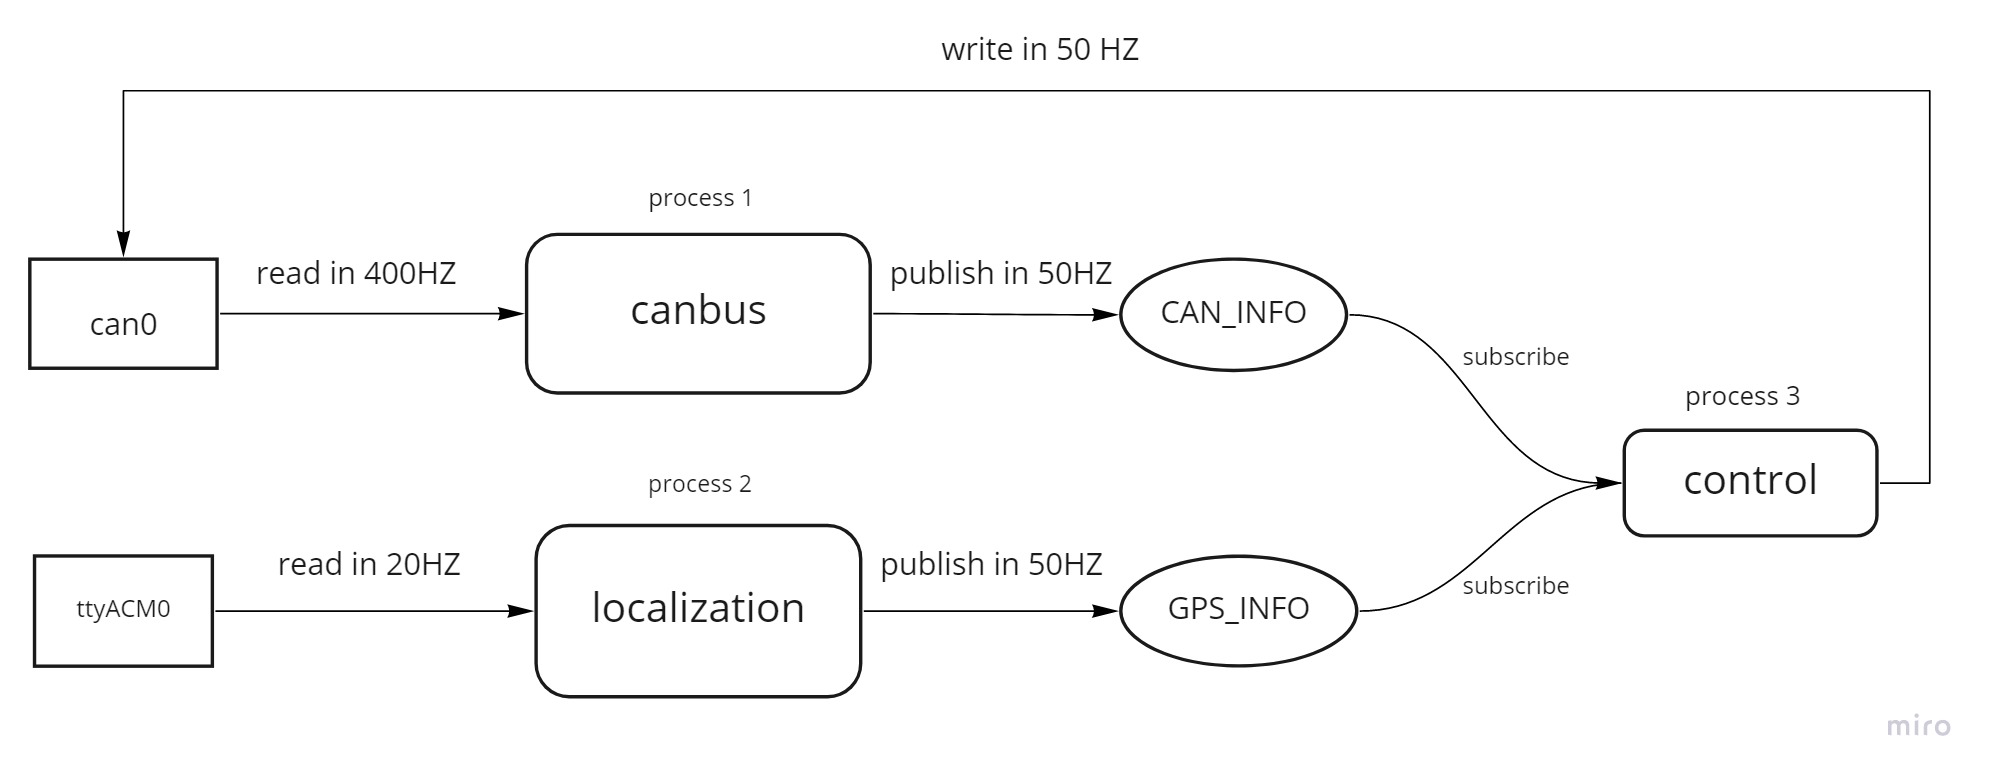 write in 50 HZ
process 1
can0
read in 400HZ
canbus
publish in 50HZ
CAN_INFO
subscribe
process 3
control
process 2
ttyACM0
read in 20HZ
localization
publish in 50HZ
GPS_INFO
subscribe
miro